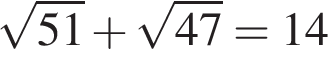 √51 + √47 = 14